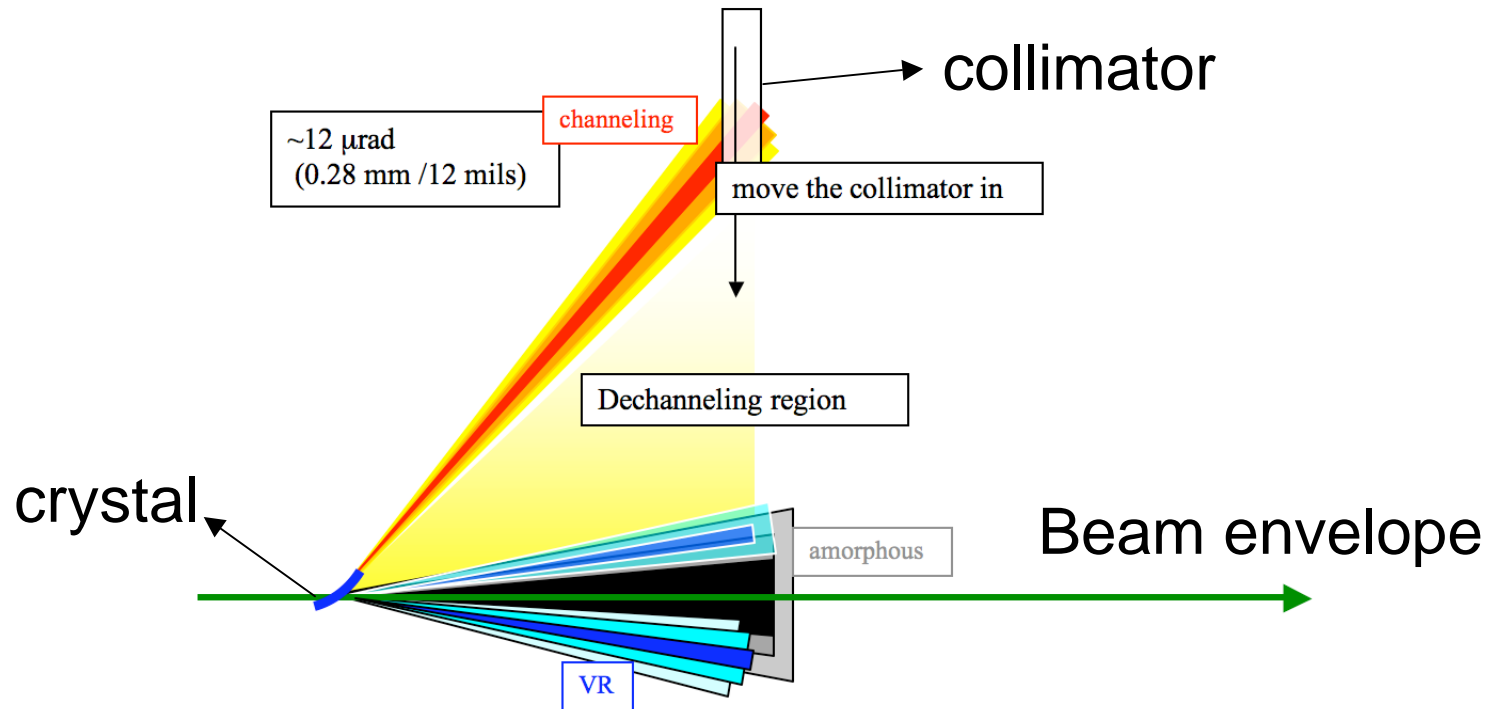 collimator
channeling
~12 μrad
(0.28 mm /12 mils)
move the collimator in
Dechanneling region
crystal
Beam envelope
amorphous
VR